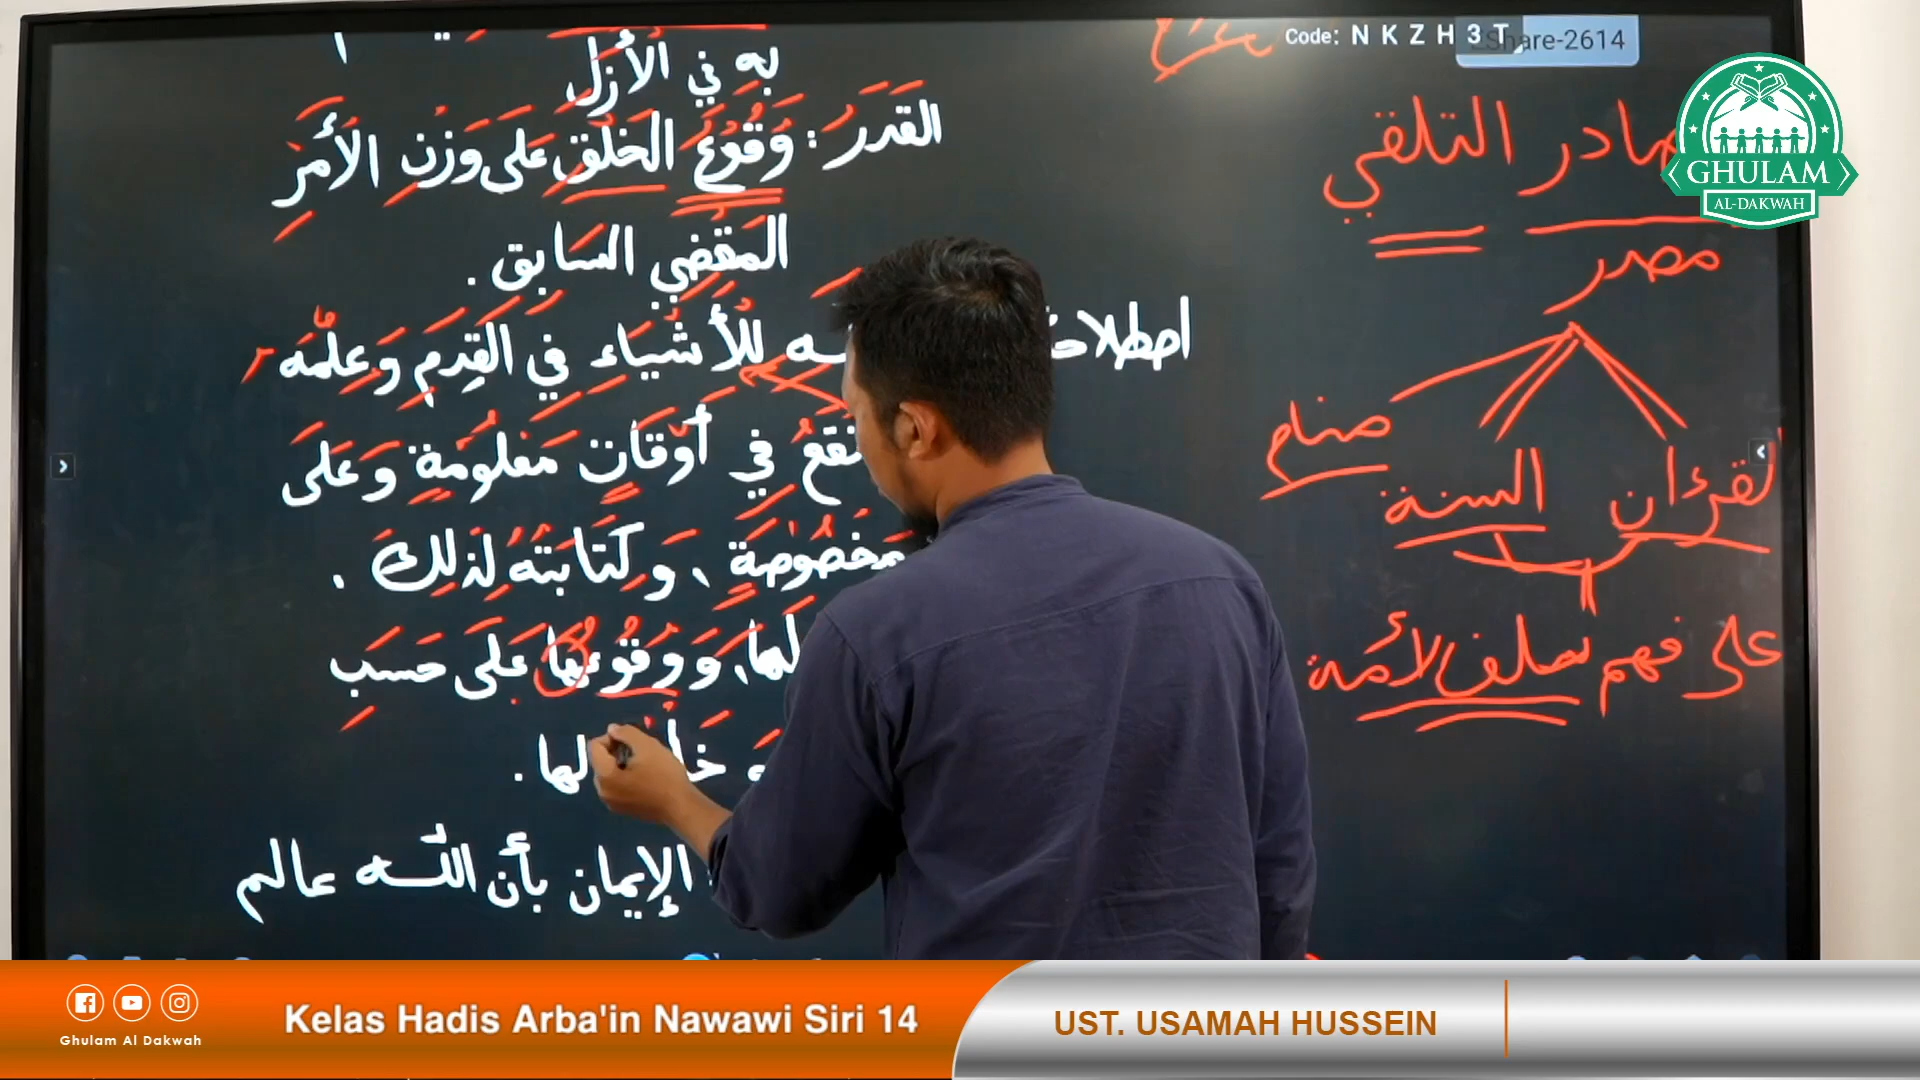 Code: N K Z H 3 T
Share-2614
به في الأزل
القدر : وقوع الخلق على وزن الأمر
المقضي السابق .
للأشياء في القدم وعلمه
تقع في أوقات معلومة وعلى
مخصوصة ، وكتابته لذلك .
لها، ووقوعها على حسب
لها .
الإيمان بأن الله عالم
التلقي
مصدر
القرءان
السنة
على فهم سلف الأمة
GHULAM
AL-DAKWAH
Ghulam Al Dakwah
Kelas Hadis Arba'in Nawawi Siri 14
UST. USAMAH HUSSEIN